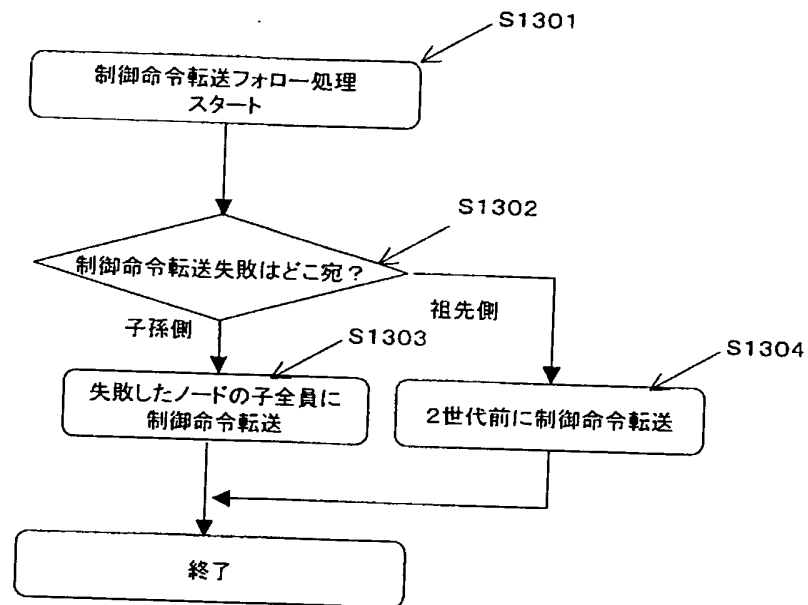 S1301
制御命令転送フォロー処理
スタート
S1302
制御命令転送失敗はどこ宛？
子孫側
祖先側
S1303
S1304
失敗したノードの子全員に
制御命令転送
2世代前に制御命令転送
終了